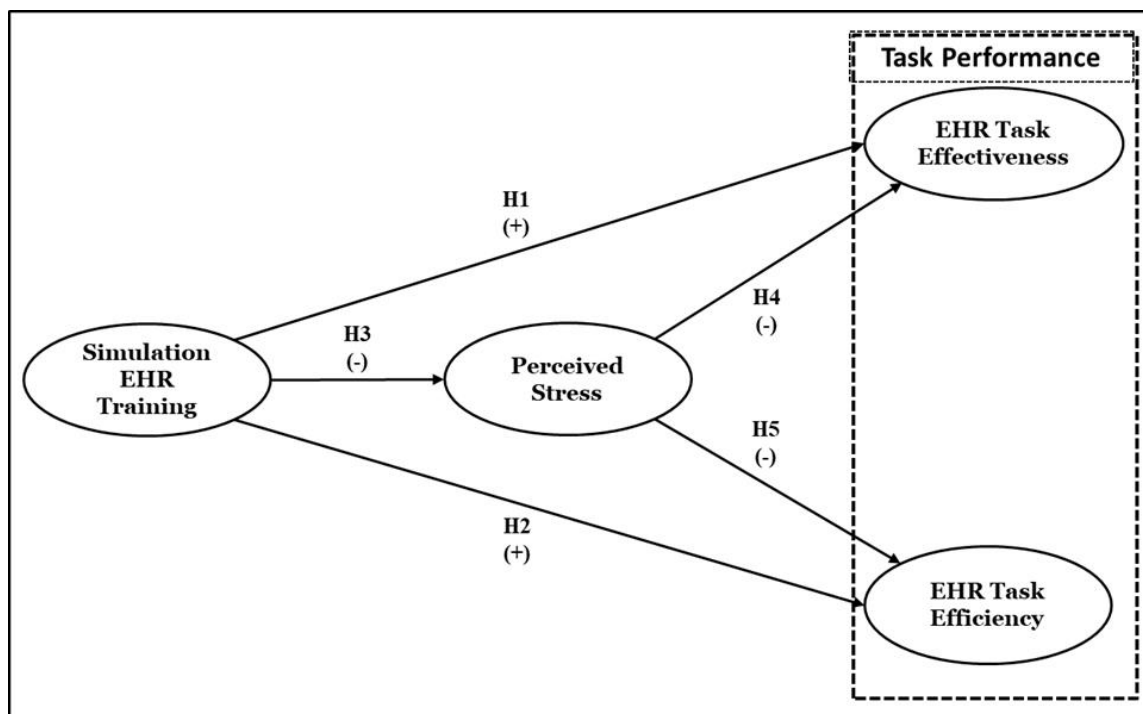 Task Performance
EHR Task
Effectiveness
H1
(+)
H4
(-)
H3
(-)
Simulation
EHR
Training
Perceived
Stress
H5
(-)
H2
(+)
EHR Task
Efficiency